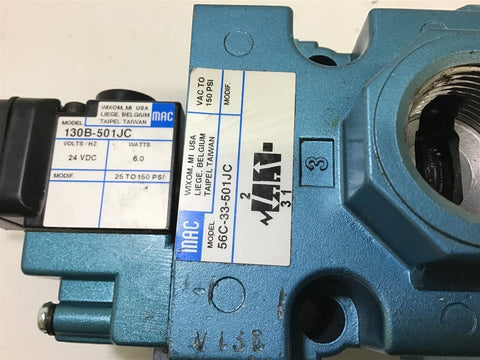 WIXOM, MI USA
LIEGE, BELGIUM
TAIPEI, TAIWAN
MAC
MODEL
130B-501JC
VOLTS / HZ.
WATTS
24 VDC
6.0
MODIF.
25 TO 150 PSI
VAC TO
150 PSI
MODIF.
WIXOM, MI USA
LIEGE, BELGIUM
TAIPEI, TAIWAN
MAC
MODEL
56C-33-501JC
2
31
3